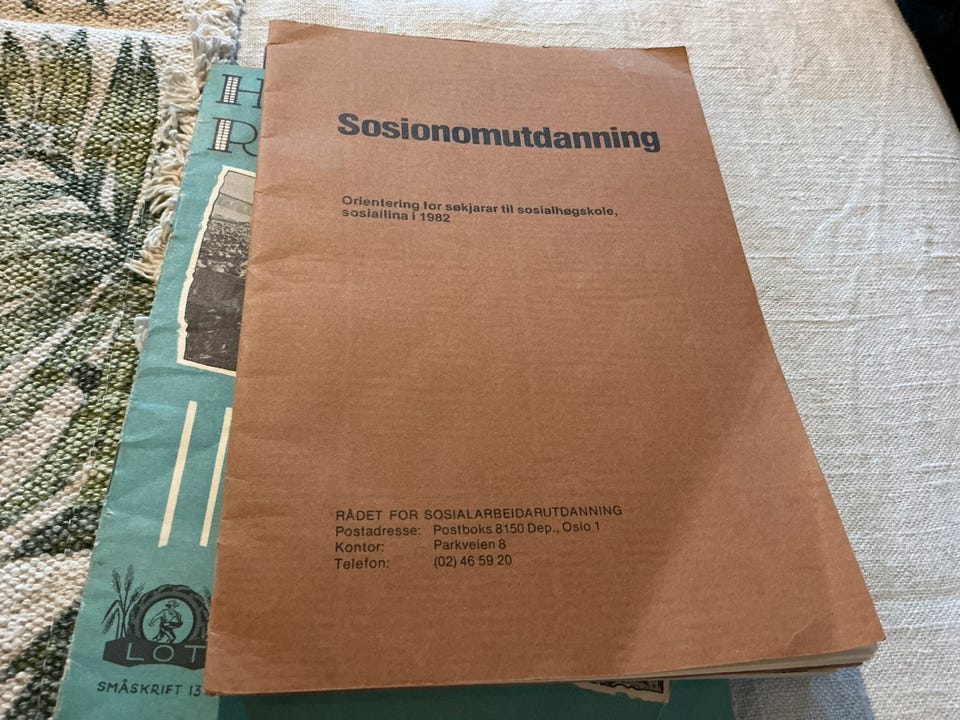 Sosionomutdanning
Orientering for søkjarar til sosialhøgskole,
sosiallina i 1982
RÅDET FOR SOSIALARBEIDARUTDANNING
Postadresse: Postboks 8150 Dep., Oslo 1
Kontor: Parkveien 8
Telefon: (02) 46 59 20
H
R
LOT
SMÅSKRIFT 13